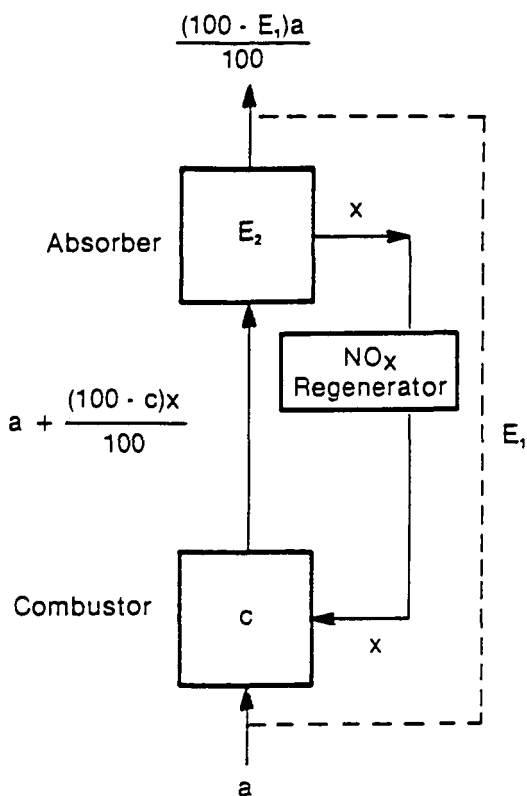 (100 - E₁)a
100
Absorber
E₂
x
NOx
Regenerator
a + (100 - c)x
100
E₁
Combustor
c
x
a